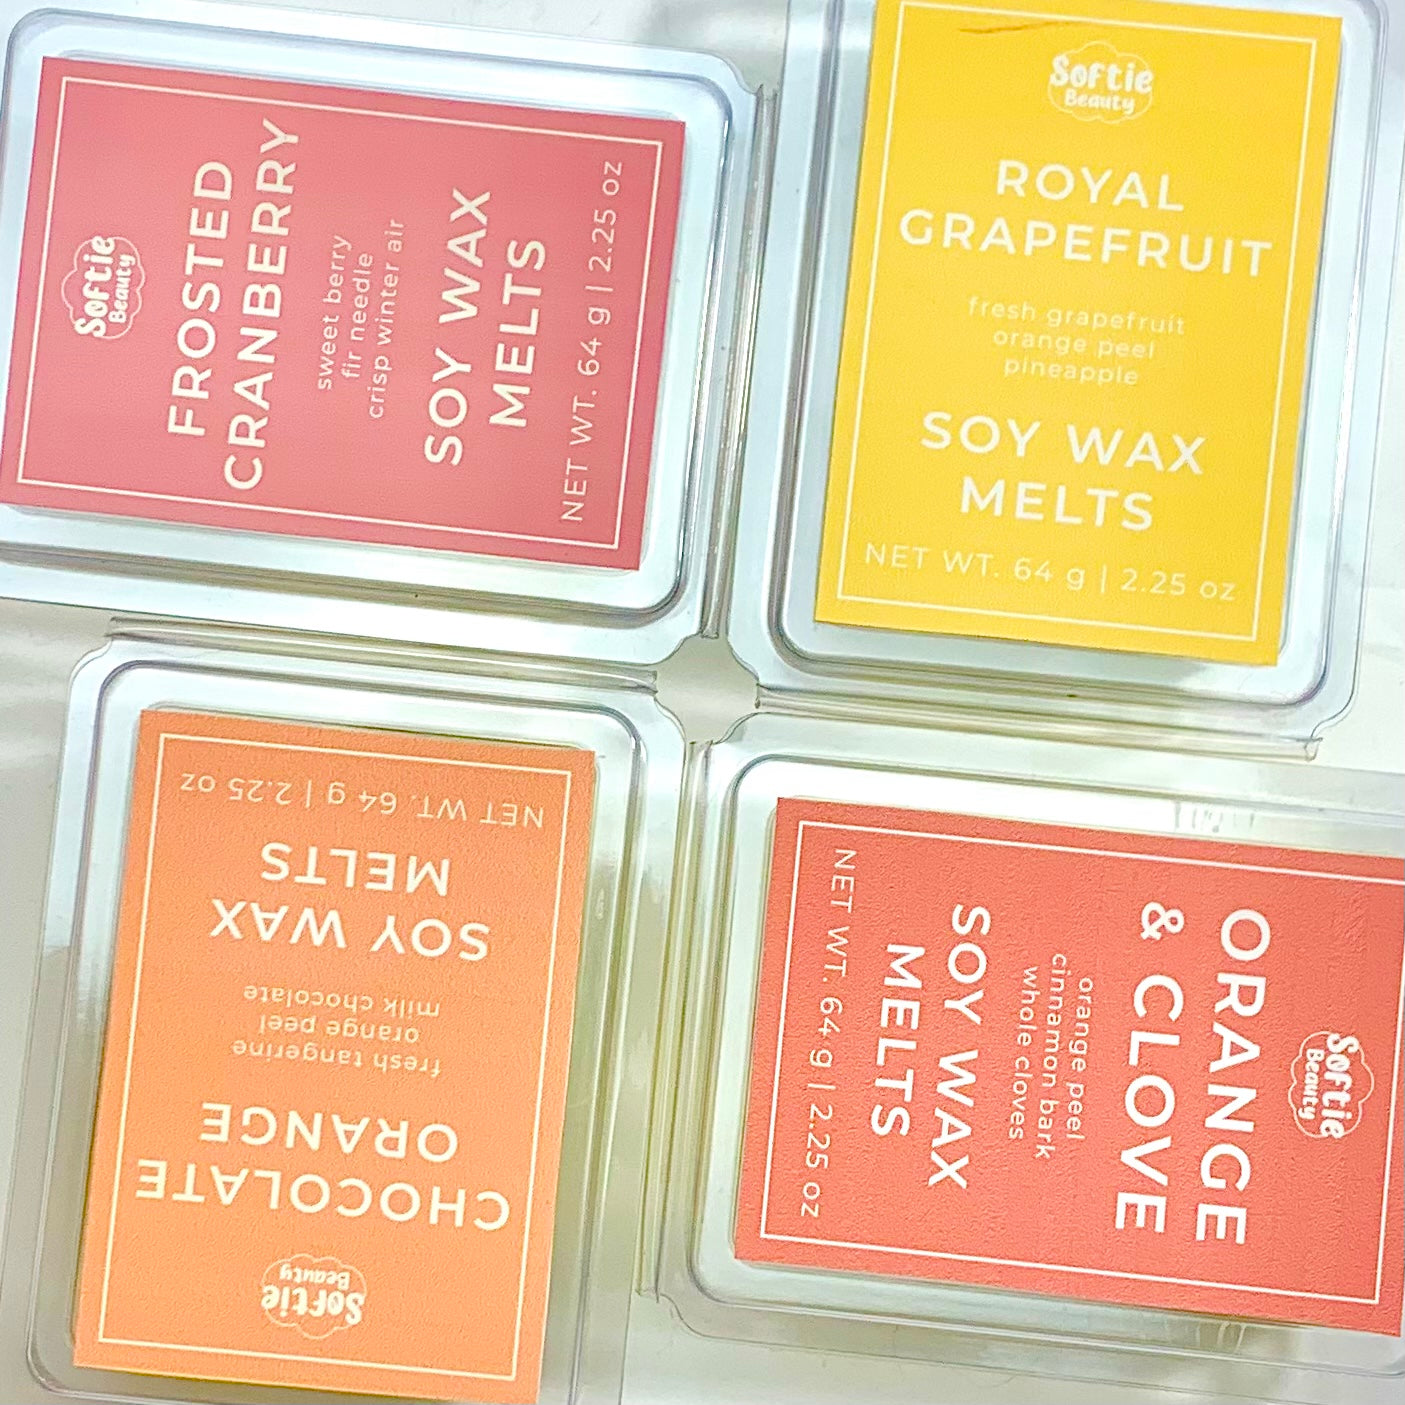 Softie
Beauty
FROSTED
CRANBERRY
sweet berry
fir needle
crisp winter air
SOY WAX
MELTS
NET WT. 64 g | 2.25 oz
Softie
Beauty
ROYAL
GRAPEFRUIT
fresh grapefruit
orange peel
pineapple
SOY WAX
MELTS
NET WT. 64 g | 2.25 oz
Softie
Beauty
CHOCOLATE
ORANGE
fresh tangerine
orange peel
milk chocolate
SOY WAX
MELTS
NET WT. 64 g | 2.25 oz
Softie
Beauty
ORANGE
& CLOVE
orange peel
cinnamon bark
whole cloves
SOY WAX
MELTS
NET WT. 64 g | 2.25 oz